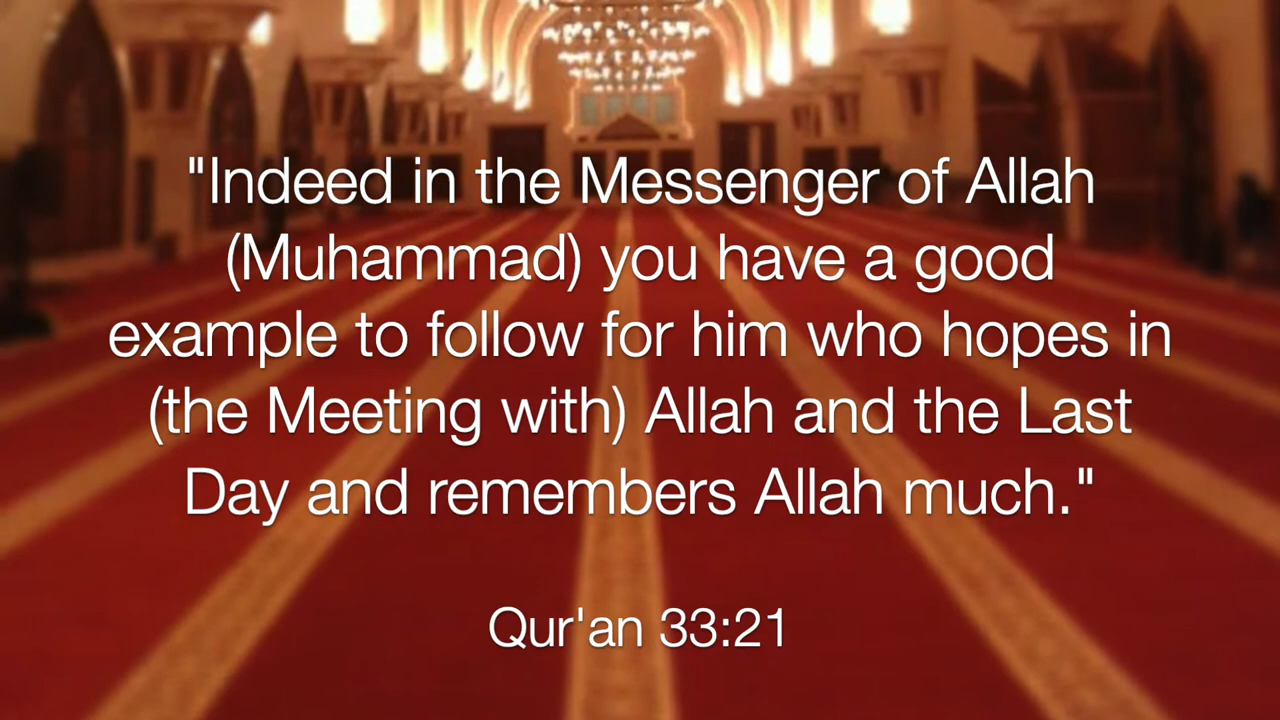 "Indeed in the Messenger of Allah
(Muhammad) you have a good
example to follow for him who hopes in
(the Meeting with) Allah and the Last
Day and remembers Allah much."
Qur'an 33:21